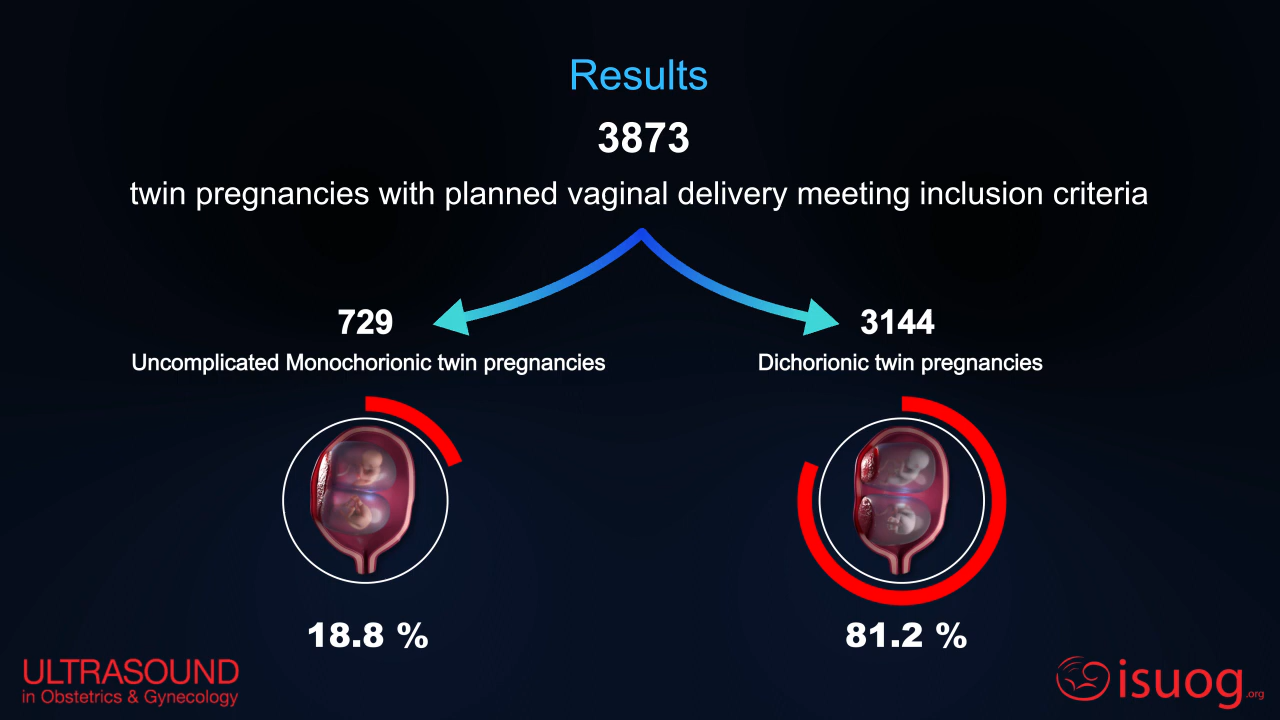 Results
3873
twin pregnancies with planned vaginal delivery meeting inclusion criteria
729
Uncomplicated Monochorionic twin pregnancies
18.8 %
3144
Dichorionic twin pregnancies
81.2 %
ULTRASOUND
in Obstetrics & Gynecology
isuog.org